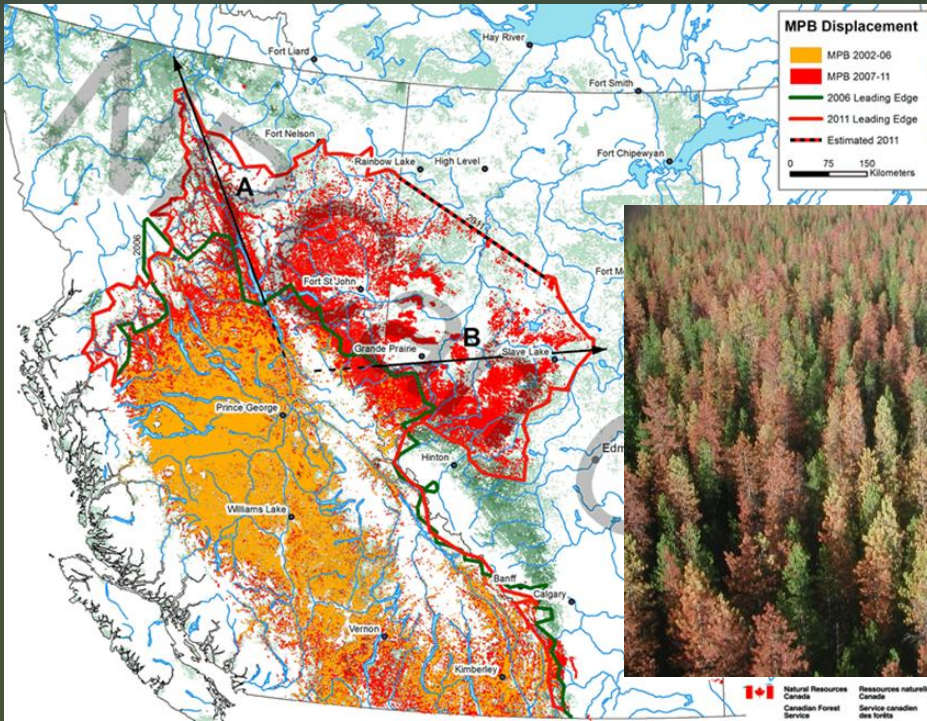 MPB Displacement
MPB 2002-06
MPB 2007-11
2006 Leading Edge
2011 Leading Edge
Estimated 2011
0 75 150
Kilometers
Hay River
Fort Liard
Fort Smith
Fort Nelson
Rainbow Lake
High Level
Fort Chipewyan
A
2006
Fort St John
B
Grande Prairie
Slave Lake
Prince George
Hinton
Williams Lake
Banff
Calgary
Vernon
Kimberley
Natural Resources
Canada
Canadian Forest
Service
Canada
Service canadien
des forêts